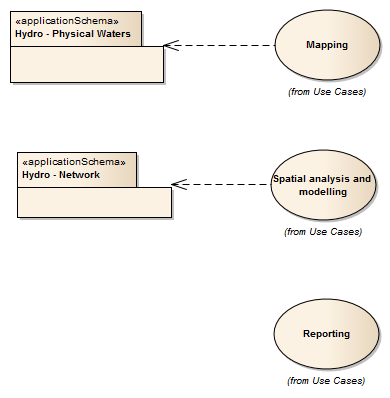 «applicationSchema»
Hydro - Physical Waters
Mapping
(from Use Cases)
«applicationSchema»
Hydro - Network
Spatial analysis and
modelling
(from Use Cases)
Reporting
(from Use Cases)